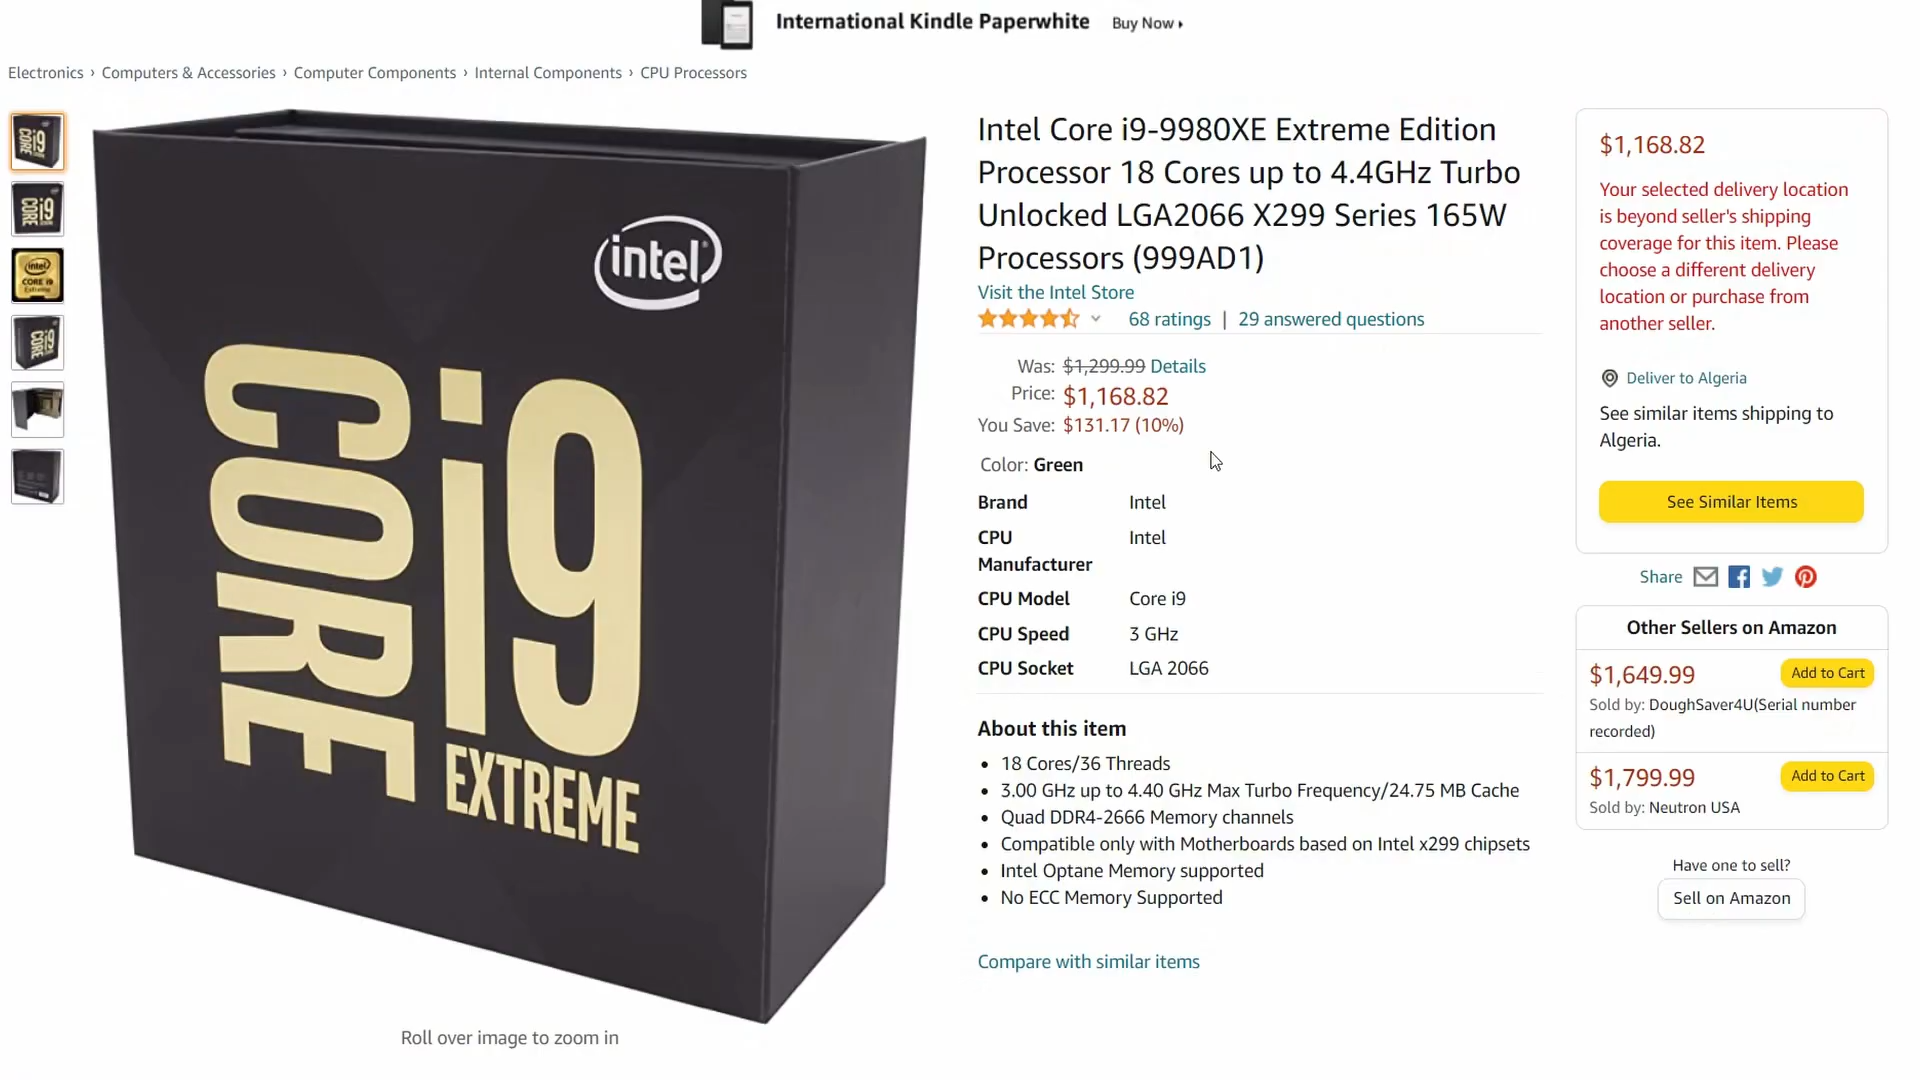 International Kindle Paperwhite Buy Now
Electronics › Computers & Accessories › Computer Components › Internal Components › CPU Processors
intel
CORE i9
EXTREME
intel
CORE i9
Extreme
Roll over image to zoom in
Intel Core i9-9980XE Extreme Edition
Processor 18 Cores up to 4.4GHz Turbo
Unlocked LGA2066 X299 Series 165W
Processors (999AD1)
Visit the Intel Store
68 ratings | 29 answered questions
Was: $1,299.99 Details
Price: $1,168.82
You Save: $131.17 (10%)
Color: Green
Brand Intel
CPU Intel
Manufacturer
CPU Model Core i9
CPU Speed 3 GHz
CPU Socket LGA 2066
About this item
• 18 Cores/36 Threads
• 3.00 GHz up to 4.40 GHz Max Turbo Frequency/24.75 MB Cache
• Quad DDR4-2666 Memory channels
• Compatible only with Motherboards based on Intel x299 chipsets
• Intel Optane Memory supported
• No ECC Memory Supported
Compare with similar items
$1,168.82
Your selected delivery location
is beyond seller's shipping
coverage for this item. Please
choose a different delivery
location or purchase from
another seller.
Deliver to Algeria
See similar items shipping to
Algeria.
See Similar Items
Share
Other Sellers on Amazon
$1,649.99 Add to Cart
Sold by: DoughSaver4U(Serial number
recorded)
$1,799.99 Add to Cart
Sold by: Neutron USA
Have one to sell?
Sell on Amazon